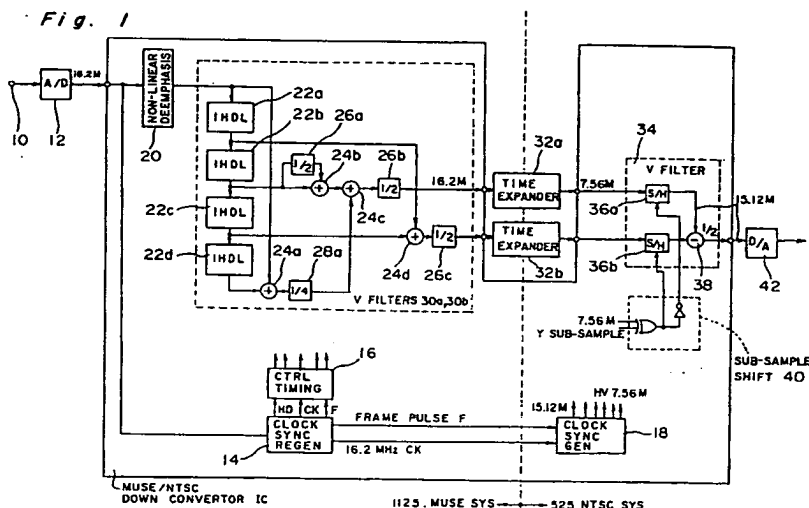 Fig. 1
10
A/D
12
16.2M
NON-LINEAR
DEEMPHASIS
20
1HDL
22a
1HDL
22b
1HDL
22c
1HDL
22d
26a
1/2
24b
26b
1/2
24c
24a
28a
1/4
24d
1/2
26c
V FILTERS 30a,30b
16.2M
32a
TIME
EXPANDER
7.56M
TIME
EXPANDER
32b
34
V FILTER
S/H
36a
S/H
36b
1/2
38
15.12M
D/A
42
7.56M
Y SUB-SAMPLE
SUB-SAMPLE
SHIFT 40
16
CTRL
TIMING
HD CK F
CLOCK
SYNC
REGEN
14
FRAME PULSE F
16.2 MHz CK
15.12M
HV 7.56M
CLOCK
SYNC
GEN
18
MUSE/NTSC
DOWN CONVERTOR IC
1125. MUSE SYS
525 NTSC SYS